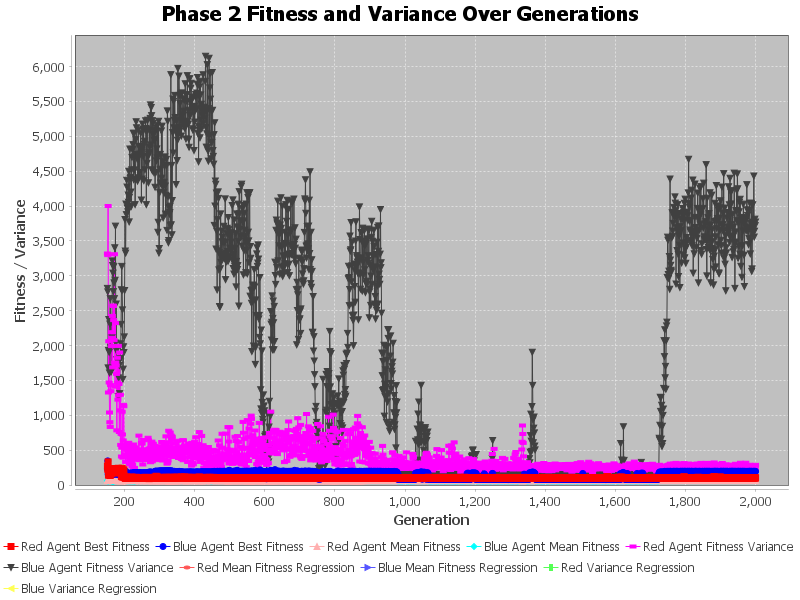 Phase 2 Fitness and Variance Over Generations
Fitness / Variance
6,000
5,500
5,000
4,500
4,000
3,500
3,000
2,500
2,000
1,500
1,000
500
0
200 400 600 800 1,000 1,200 1,400 1,600 1,800 2,000
Generation
Red Agent Best Fitness Blue Agent Best Fitness Red Agent Mean Fitness Blue Agent Mean Fitness Red Agent Fitness Variance
Blue Agent Fitness Variance Red Mean Fitness Regression Blue Mean Fitness Regression Red Variance Regression
Blue Variance Regression